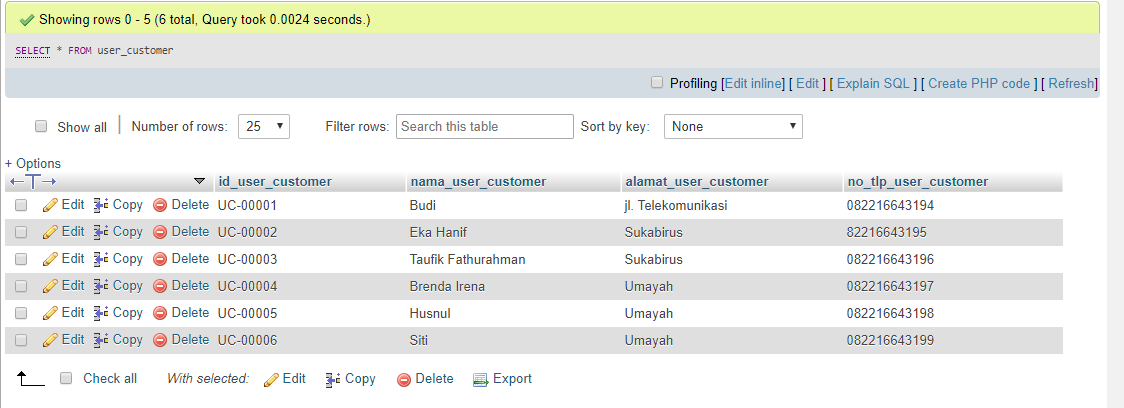 Showing rows 0 - 5 (6 total, Query took 0.0024 seconds.)
SELECT * FROM user_customer
Profiling [Edit inline] [ Edit ] [ Explain SQL ] [ Create PHP code ] [ Refresh]
Show all | Number of rows: 25 Filter rows: Search this table Sort by key: None
+ Options
id_user_customer nama_user_customer alamat_user_customer no_tlp_user_customer
Edit Copy Delete UC-00001 Budi jl. Telekomunikasi 082216643194
Edit Copy Delete UC-00002 Eka Hanif Sukabirus 82216643195
Edit Copy Delete UC-00003 Taufik Fathurahman Sukabirus 082216643196
Edit Copy Delete UC-00004 Brenda Irena Umayah 082216643197
Edit Copy Delete UC-00005 Husnul Umayah 082216643198
Edit Copy Delete UC-00006 Siti Umayah 082216643199
Check all With selected: Edit Copy Delete Export